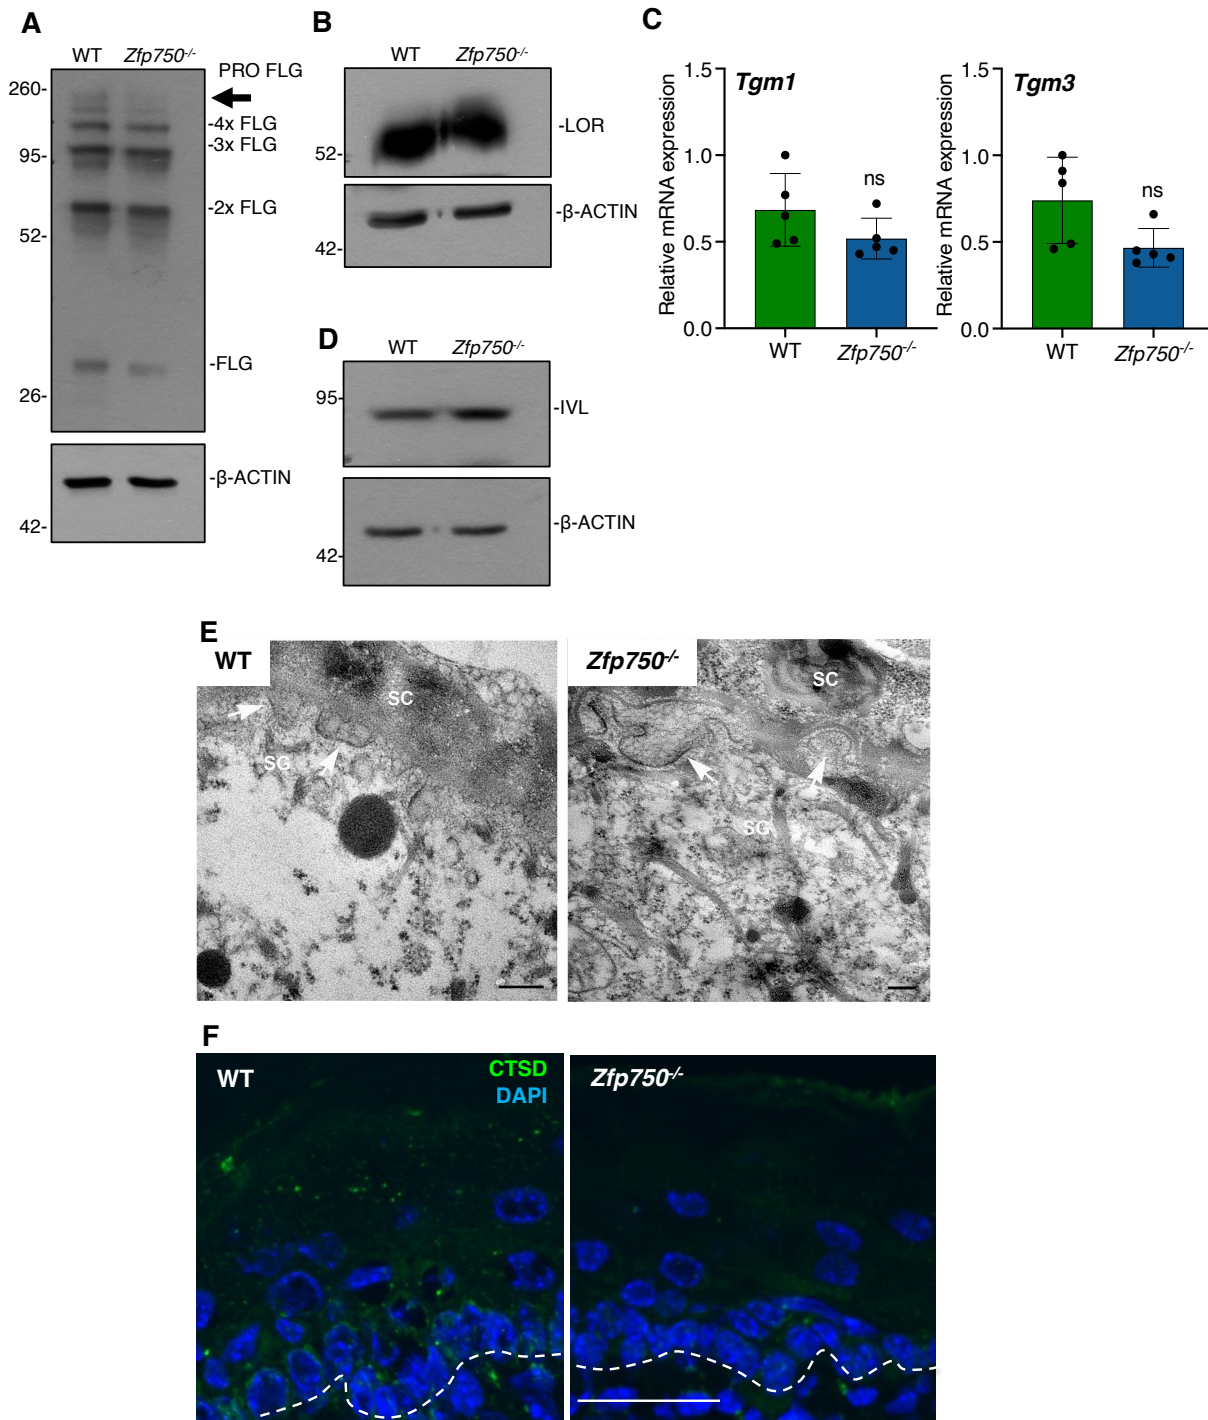 A
WT Zfp750-/-
PRO FLG
260-
-4x FLG
-3x FLG
95-
-2x FLG
52-
-FLG
26-
-β-ACTIN
42-
B
WT Zfp750-/-
-LOR
52-
-β-ACTIN
42-
C
Tgm1
Relative mRNA expression
1.5
1.0
0.5
0.0
ns
WT Zfp750-/-
Tgm3
Relative mRNA expression
1.5
1.0
0.5
0.0
ns
WT Zfp750-/-
D
WT Zfp750-/-
95-
-IVL
-β-ACTIN
42-
E
WT
SC
SG
Zfp750-/-
SC
SG
F
WT
CTSD
DAPI
Zfp750-/-